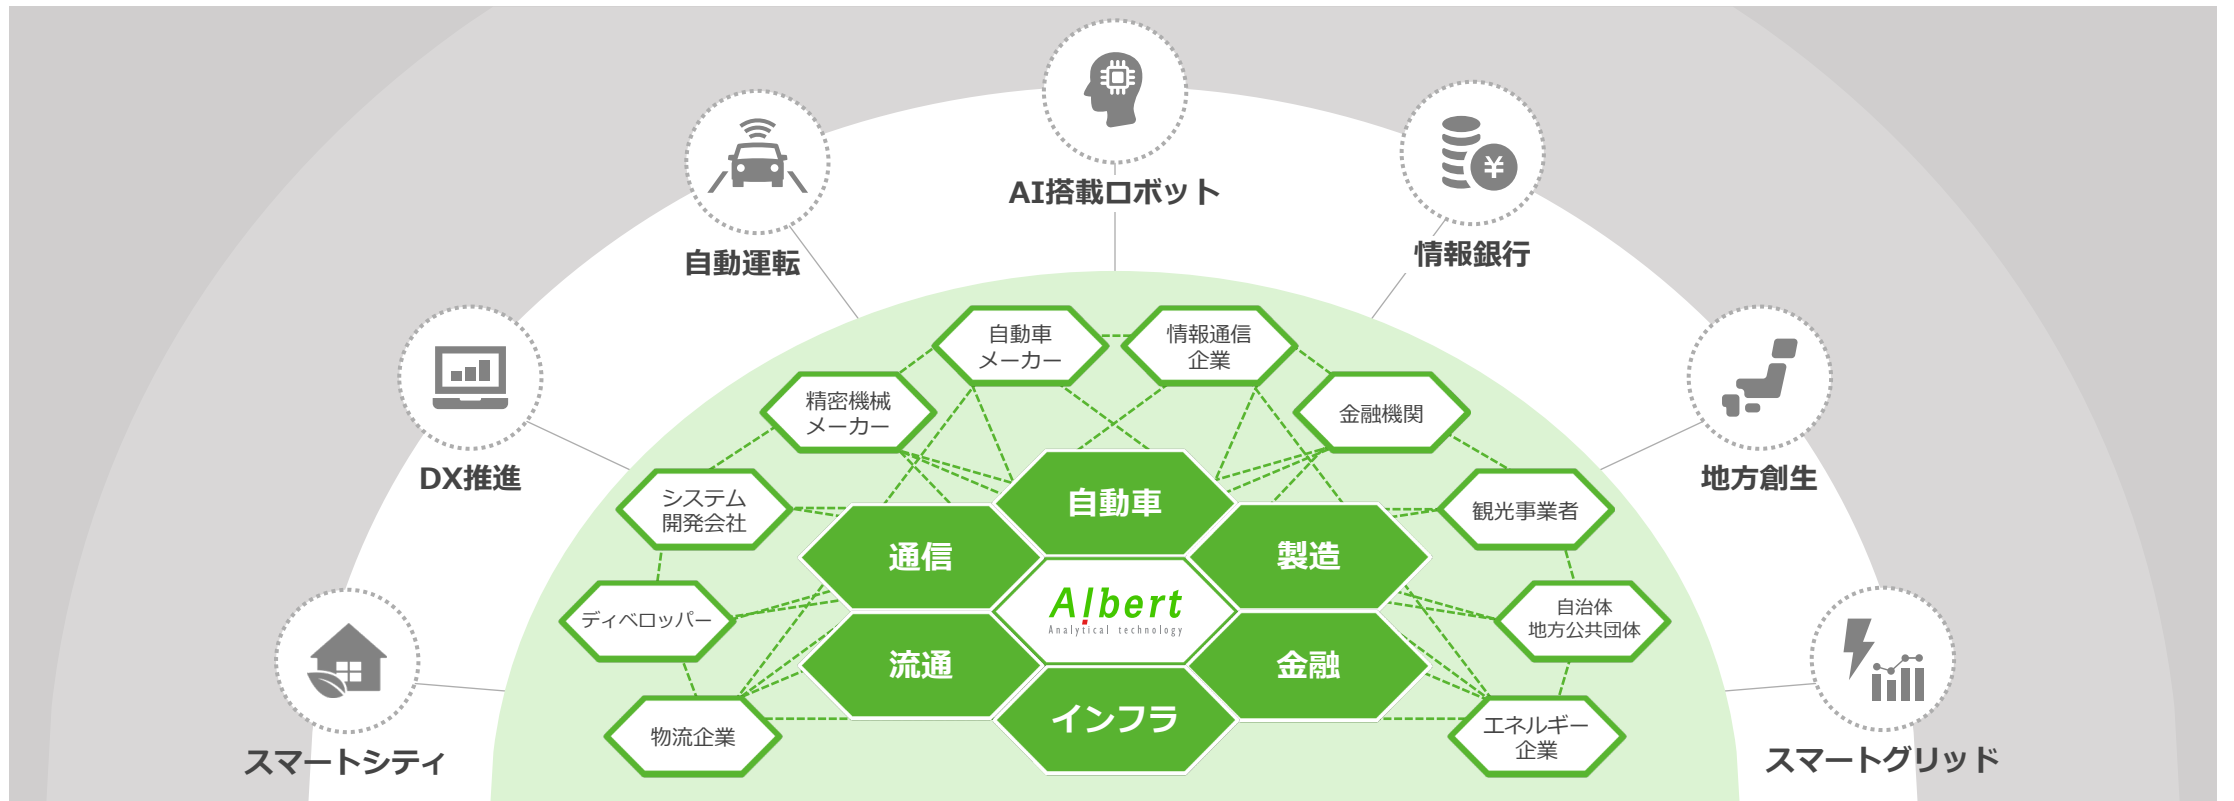 AI搭載ロボット
自動運転
情報銀行
DX推進
地方創生
スマートシティ
スマートグリッド
自動車
メーカー
情報通信
企業
精密機械
メーカー
金融機関
システム
開発会社
観光事業者
ディベロッパー
自治体
地方公共団体
物流企業
エネルギー
企業
自動車
通信
製造
Albert
Analytical technology
流通
金融
インフラ
¥